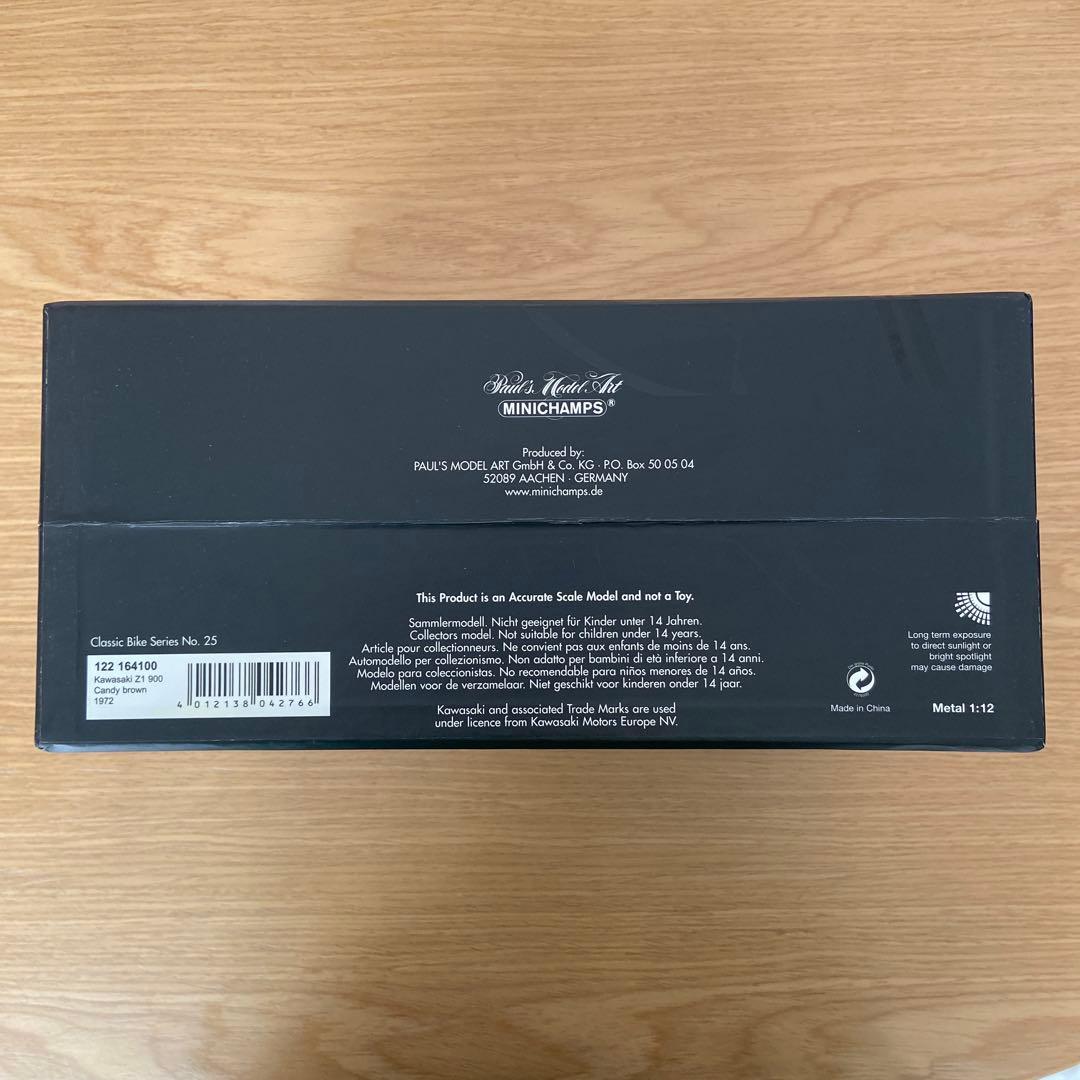 Paul's Model Art
MINICHAMPS®
Produced by:
PAUL'S MODEL ART GmbH & Co. KG · P.O. Box 50 05 04
52089 AACHEN · GERMANY
www.minichamps.de
This Product is an Accurate Scale Model and not a Toy.
Sammlermodell. Nicht geeignet für Kinder unter 14 Jahren.
Collectors model. Not suitable for children under 14 years.
Article pour collectionneurs. Ne convient pas aux enfants de moins de 14 ans.
Automodello per collezionismo. Non adatto per bambini di età inferiore a 14 anni.
Modelo para coleccionistas. No recomendable para niños menores de 14 años.
Modellen voor de verzamelaar. Niet geschikt voor kinderen onder 14 jaar.
Kawasaki and associated Trade Marks are used
under licence from Kawasaki Motors Europe NV.
Classic Bike Series No. 25
122 164100
Kawasaki Z1 900
Candy brown
1972
4 012138 042766
Long term exposure
to direct sunlight or
bright spotlight
may cause damage
Made in China
Metal 1:12